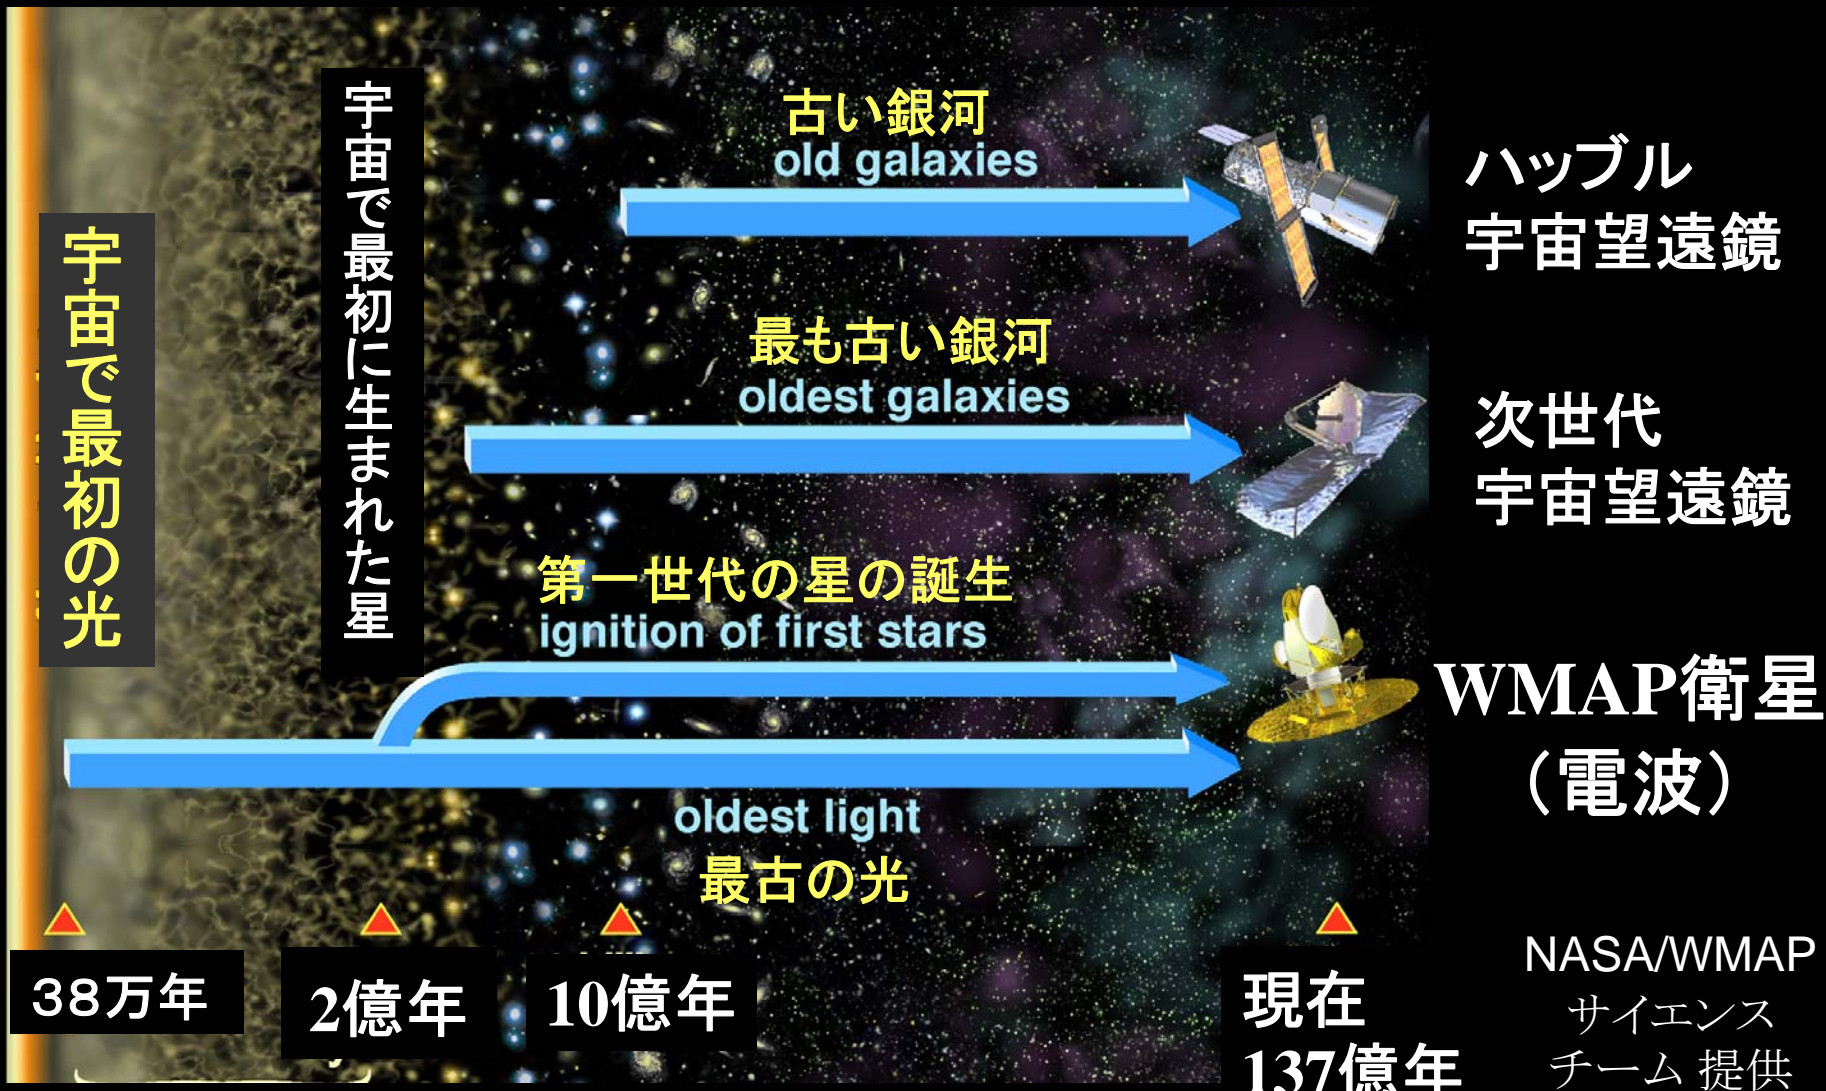 宇宙で最初の光
宇宙で最初に生まれた星
古い銀河
old galaxies
ハッブル
宇宙望遠鏡
最も古い銀河
oldest galaxies
次世代
宇宙望遠鏡
第一世代の星の誕生
ignition of first stars
WMAP衛星
（電波）
oldest light
最古の光
３８万年
2億年
10億年
現在
137億年
NASA/WMAP
サイエンス
チーム 提供